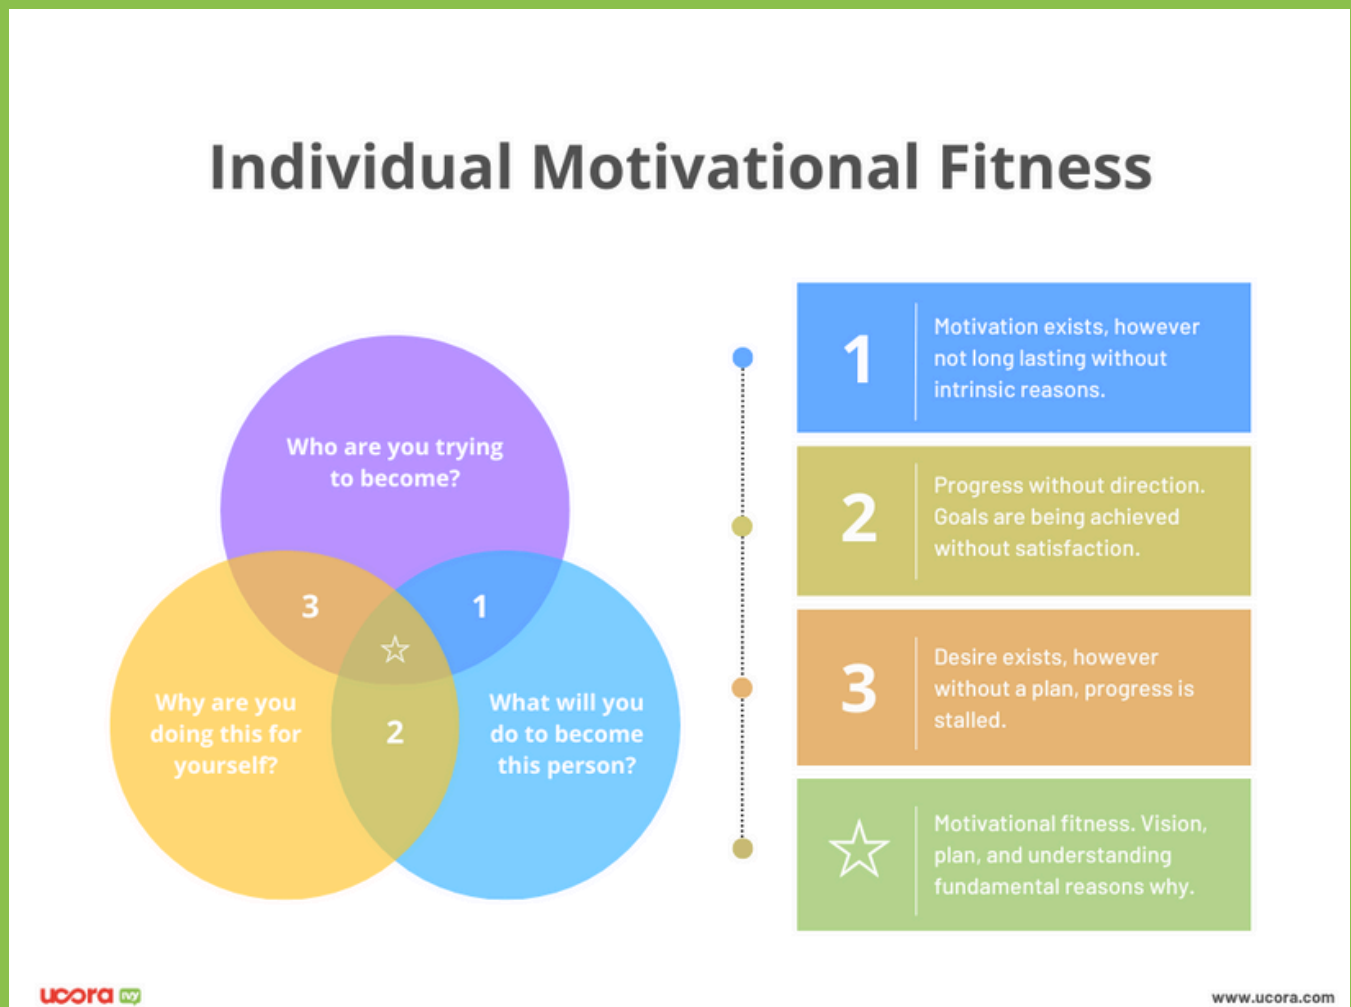 Individual Motivational Fitness
Who are you trying
to become?
3
1
Why are you
doing this for
yourself?
2
What will you
do to become
this person?
1
Motivation exists, however
not long lasting without
intrinsic reasons.
2
Progress without direction.
Goals are being achieved
without satisfaction.
3
Desire exists, however
without a plan, progress is
stalled.
Motivational fitness. Vision,
plan, and understanding
fundamental reasons why.
ucora ivy
www.ucora.com